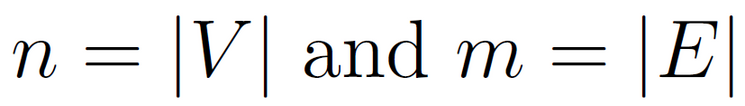 n = |V| and m = |E|